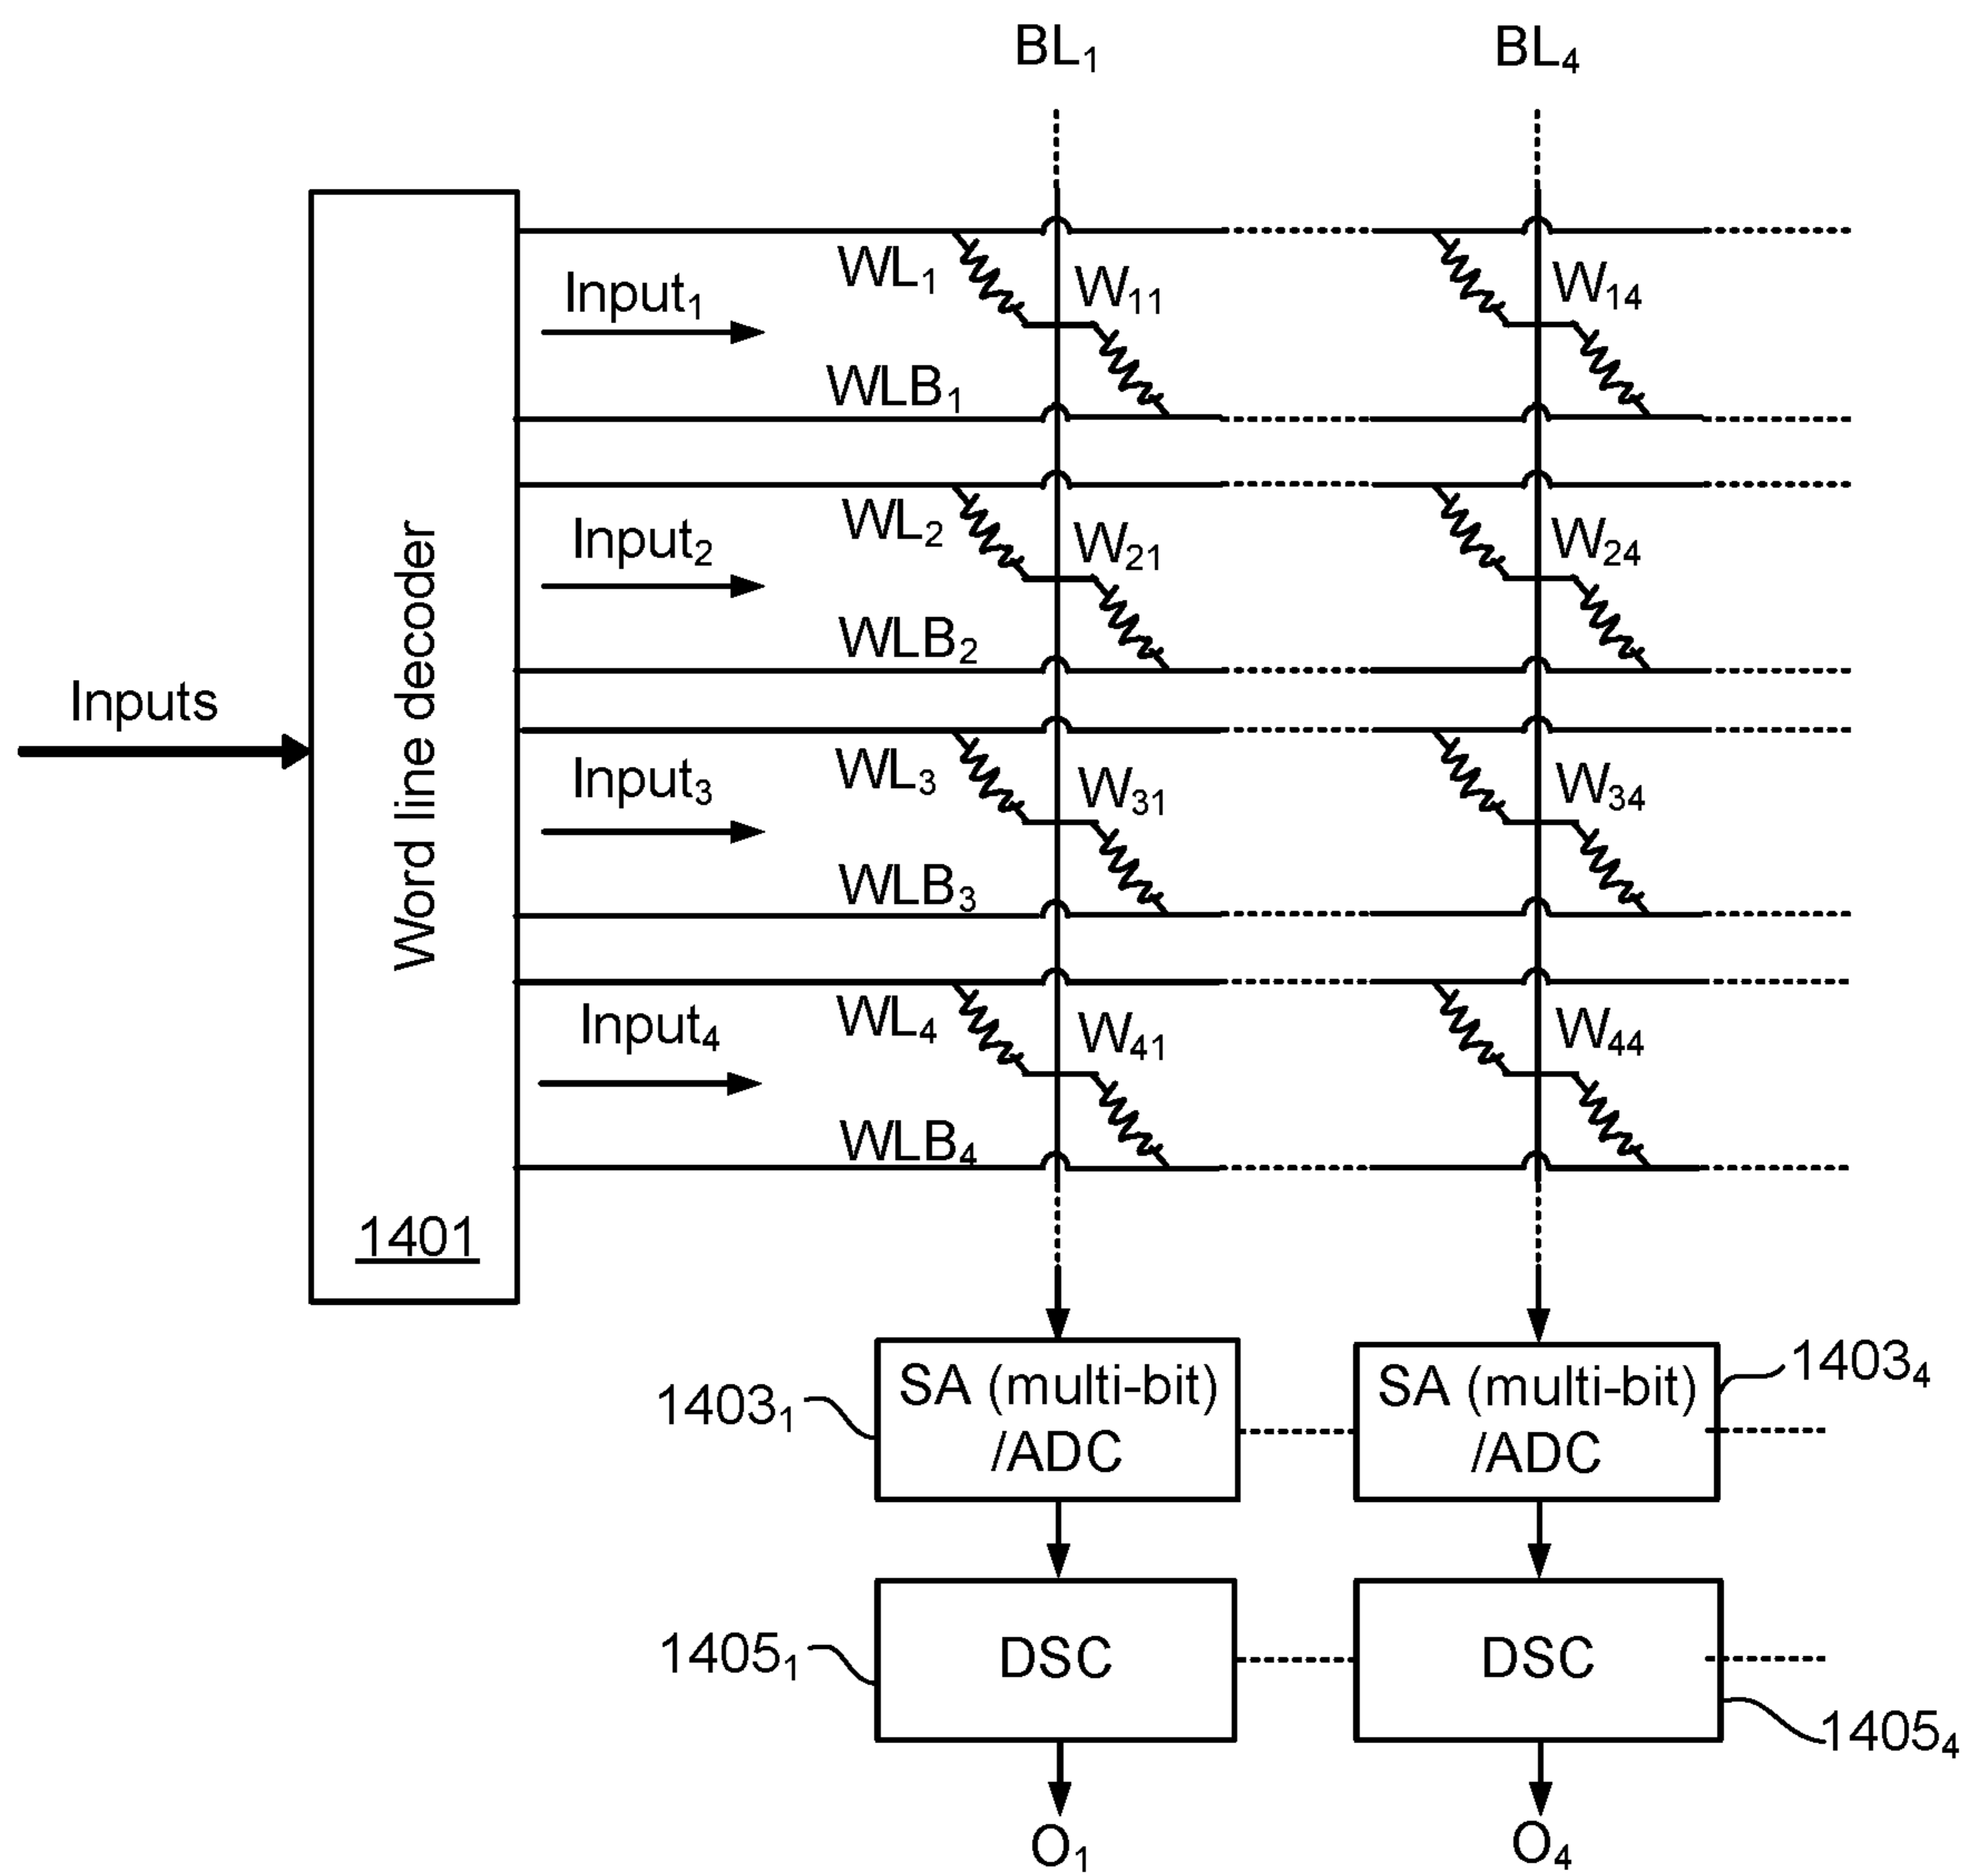 BL₁ BL₄
WL₁ W₁₁ W₁₄
Input₁
WLB₁
WL₂ W₂₁ W₂₄
Input₂
WLB₂
Inputs
Word line decoder
WL₃ W₃₁ W₃₄
Input₃
WLB₃
WL₄ W₄₁ W₄₄
Input₄
WLB₄
1401
1403₁ SA (multi-bit) SA (multi-bit) 1403₄
/ADC /ADC
1405₁ DSC DSC 1405₄
O₁ O₄